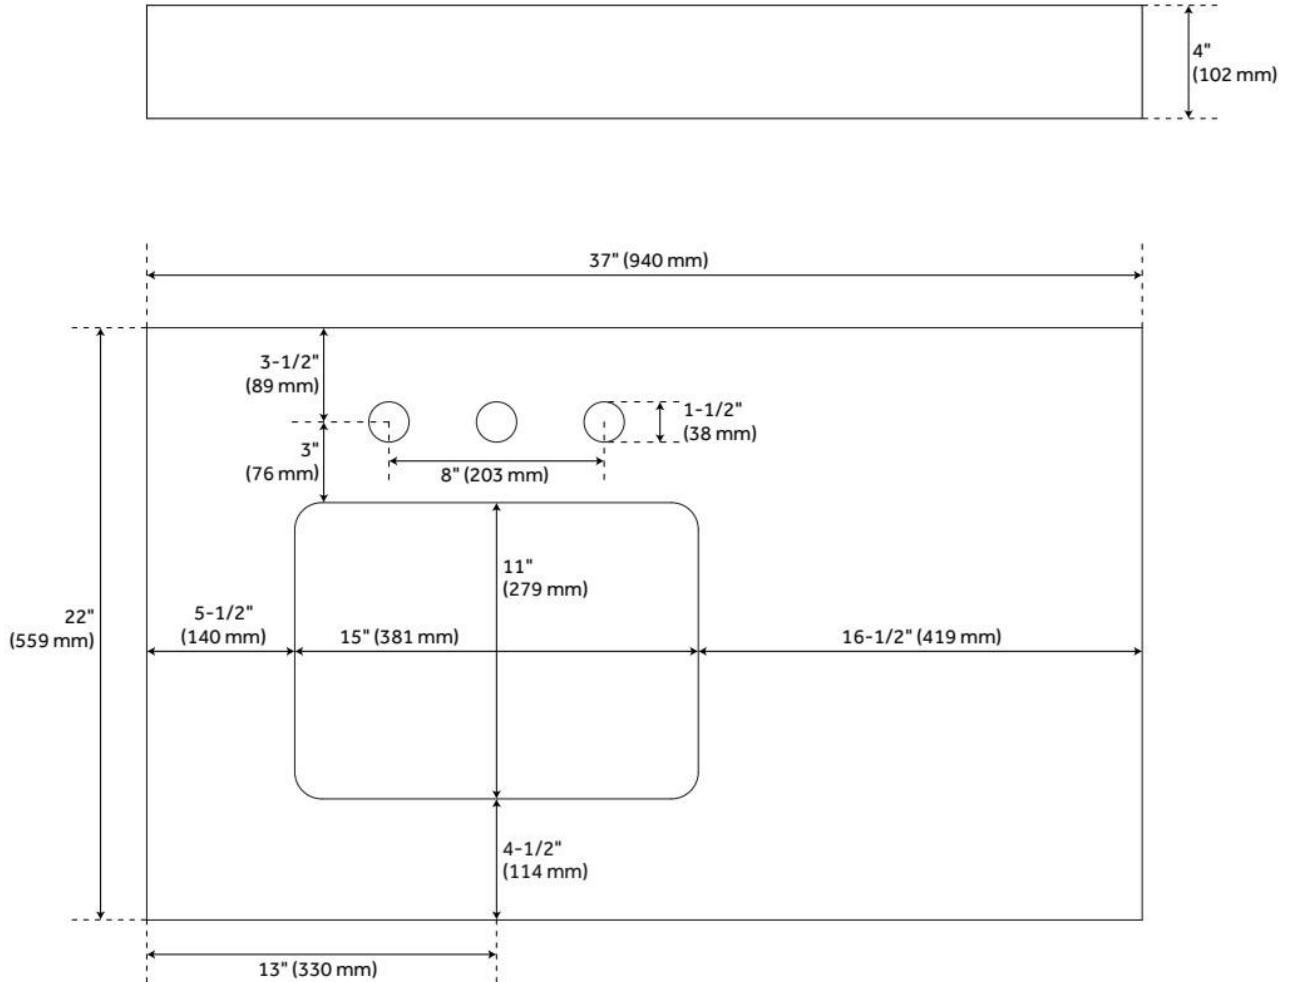 4"
(102 mm)
37" (940 mm)
3-1/2"
(89 mm)
1-1/2"
(38 mm)
3"
(76 mm)
8" (203 mm)
11"
(279 mm)
22"
(559 mm)
5-1/2"
(140 mm)
15" (381 mm)
16-1/2" (419 mm)
4-1/2"
(114 mm)
13" (330 mm)